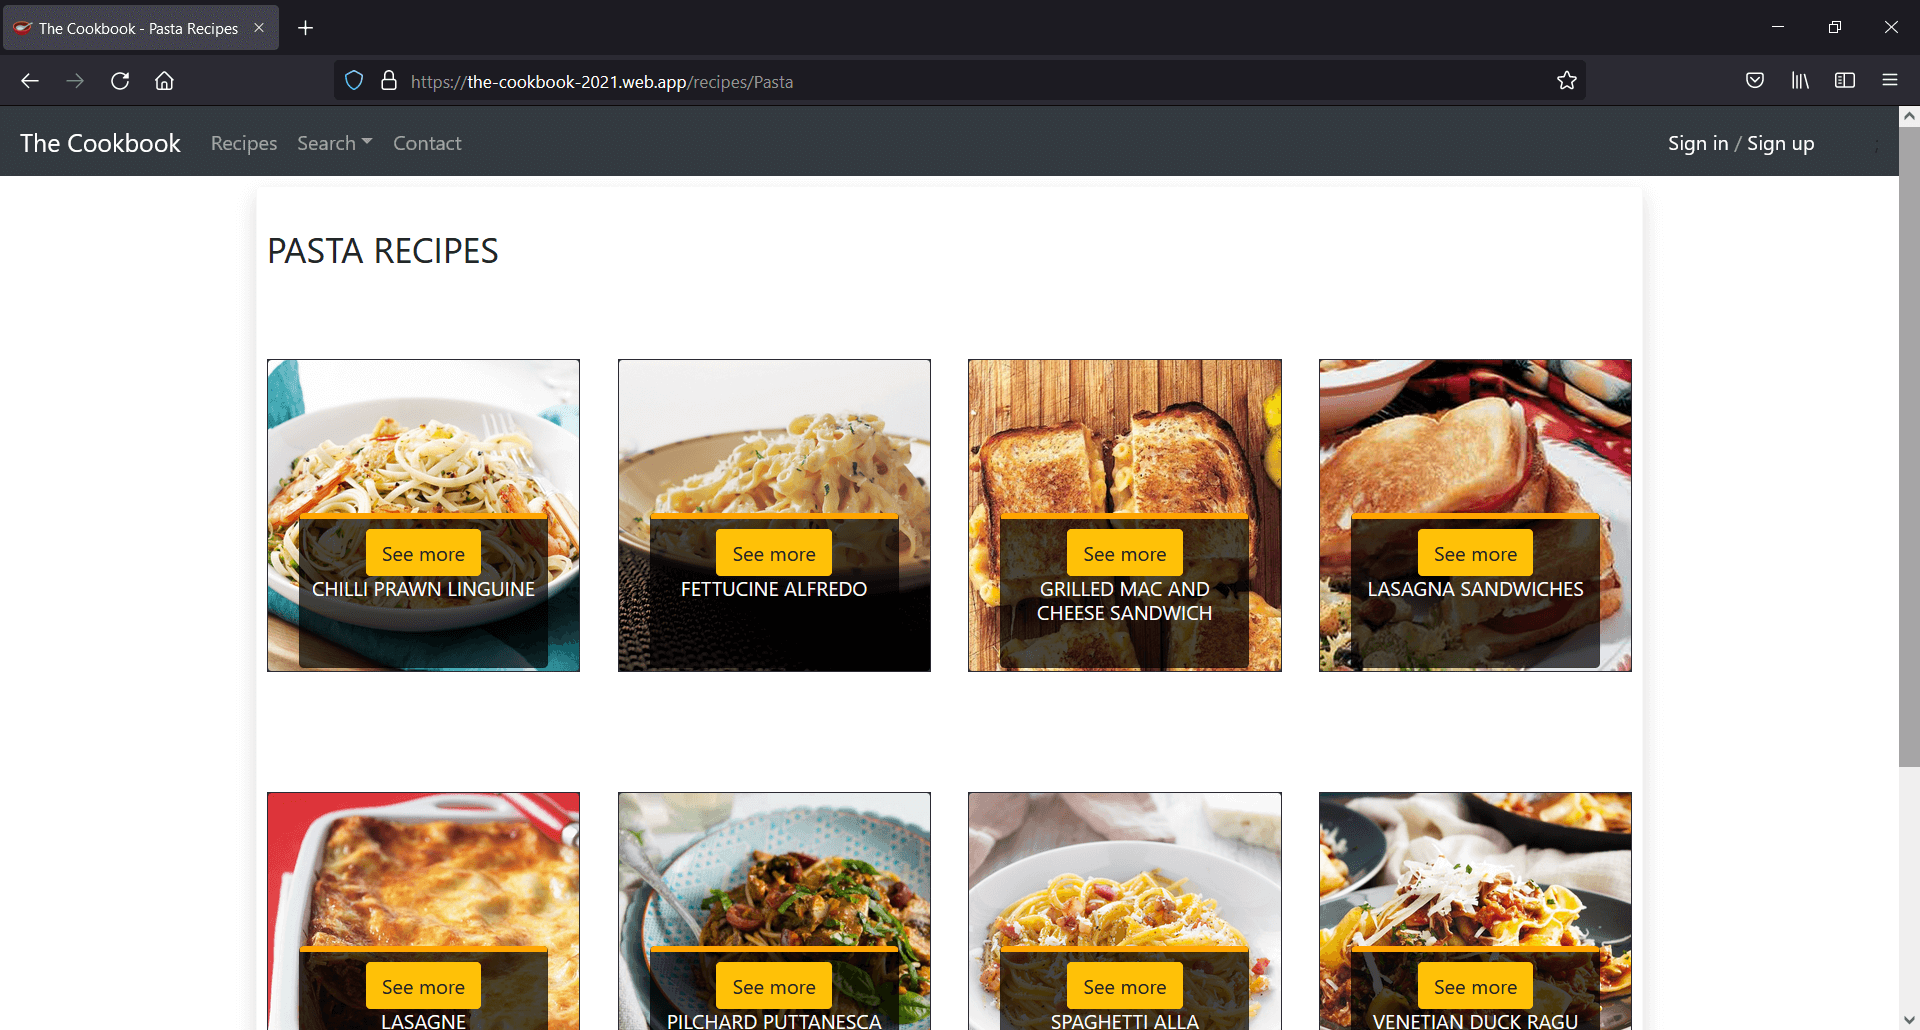 The Cookbook - Pasta Recipes
https://the-cookbook-2021.web.app/recipes/Pasta
The Cookbook Recipes Search Contact Sign in / Sign up
PASTA RECIPES
See more See more See more See more
CHILLI PRAWN LINGUINE FETTUCINE ALFREDO GRILLED MAC AND LASAGNA SANDWICHES
CHEESE SANDWICH
See more See more See more See more
LASAGNE PILCHARD PUTTANESCA SPAGHETTI ALLA VENETIAN DUCK RAGU